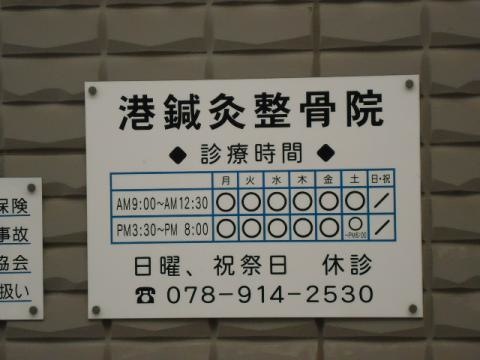 港鍼灸整骨院
◆ 診療時間 ◆
月 火 水 木 金 土 日・祝
AM9:00~AM12:30 ○ ○ ○ ○ ○ ○ /
PM3:30~PM 8:00 ○ ○ ○ ○ ○ ○ /
~PM6:00
日曜、祝祭日 休診
☎ 078-914-2530
保険
事故
協会
扱い